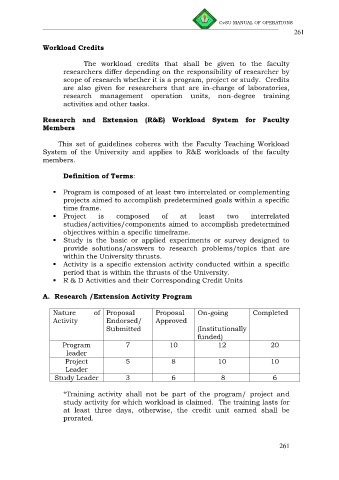 CvSU MANUAL OF OPERATIONS
261
Workload Credits
The workload credits that shall be given to the faculty
researchers differ depending on the responsibility of researcher by
scope of research whether it is a program, project or study. Credits
are also given for researchers that are in-charge of laboratories,
research management operation units, non-degree training
activities and other tasks.
Research and Extension (R&E) Workload System for Faculty
Members
This set of guidelines coheres with the Faculty Teaching Workload
System of the University and applies to R&E workloads of the faculty
members.
Definition of Terms:
• Program is composed of at least two interrelated or complementing
projects aimed to accomplish predetermined goals within a specific
time frame.
• Project is composed of at least two interrelated
studies/activities/components aimed to accomplish predetermined
objectives within a specific timeframe.
• Study is the basic or applied experiments or survey designed to
provide solutions/answers to research problems/topics that are
within the University thrusts.
• Activity is a specific extension activity conducted within a specific
period that is within the thrusts of the University.
• R & D Activities and their Corresponding Credit Units
A. Research /Extension Activity Program
Nature of Proposal Proposal On-going Completed
Activity Endorsed/ Approved
Submitted (Institutionally
funded)
Program 7 10 12 20
leader
Project 5 8 10 10
Leader
Study Leader 3 6 8 6
*Training activity shall not be part of the program/ project and
study activity for which workload is claimed. The training lasts for
at least three days, otherwise, the credit unit earned shall be
prorated.
261